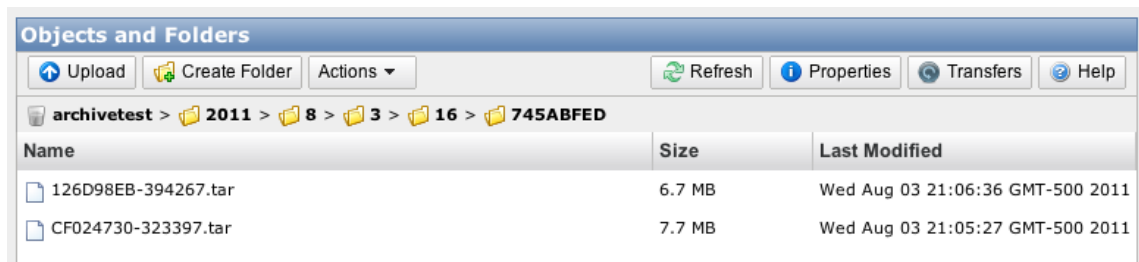 Objects and Folders
Upload Create Folder Actions Refresh Properties Transfers Help
archivetest > 2011 > 8 > 3 > 16 > 745ABFED
Name Size Last Modified
126D98EB-394267.tar 6.7 MB Wed Aug 03 21:06:36 GMT-500 2011
CF024730-323397.tar 7.7 MB Wed Aug 03 21:05:27 GMT-500 2011